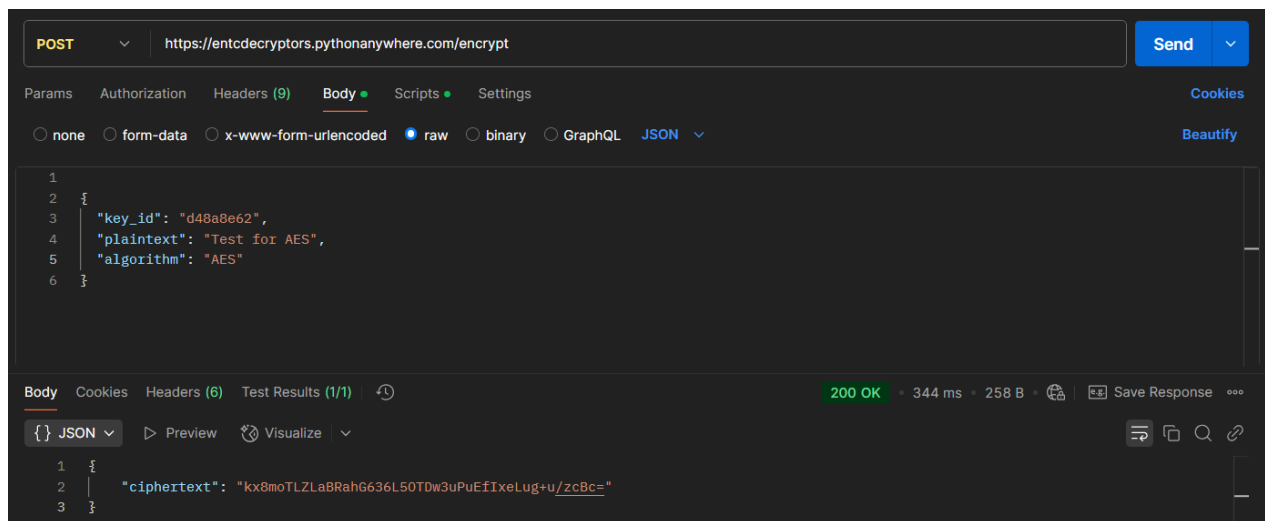 POST https://entcdecryptors.pythonanywhere.com/encrypt Send
Params Authorization Headers (9) Body Scripts Settings Cookies
none form-data x-www-form-urlencoded raw binary GraphQL JSON Beautify
1
2 {
3 "key_id": "d48a8e62",
4 "plaintext": "Test for AES",
5 "algorithm": "AES"
6 }
Body Cookies Headers (6) Test Results (1/1) 200 OK 344 ms 258 B e.g. Save Response
{} JSON Preview Visualize
1 {
2 "ciphertext": "kx8moTLZLaBRahG636L5OTDw3uPuEfIxeLug+u/zcBc="
3 }